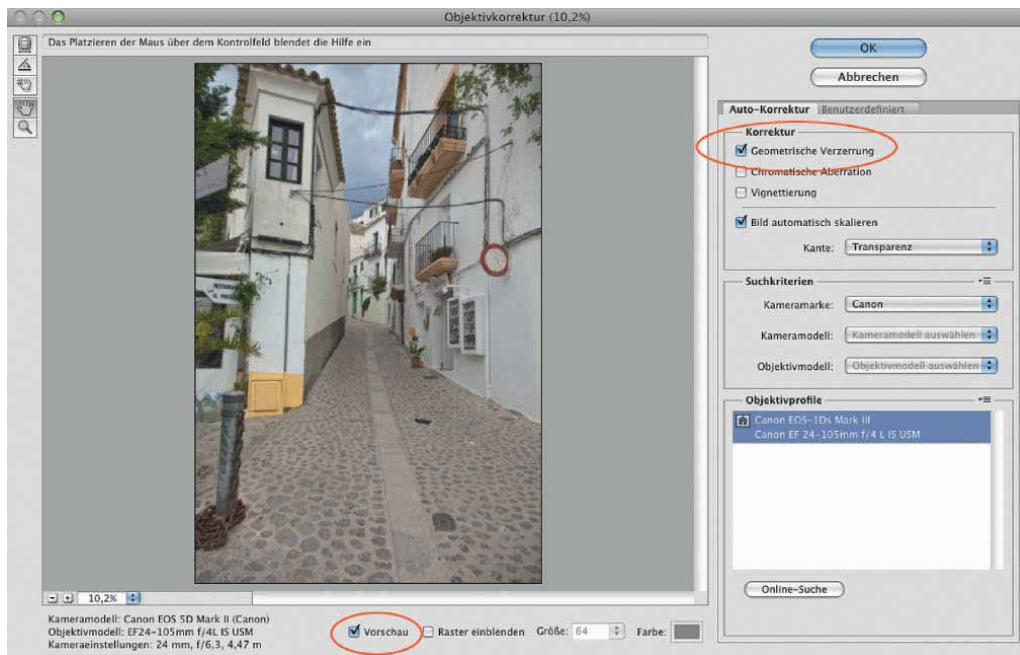 Objektivkorrektur (10,2%)
Das Platzieren der Maus über dem Kontrollfeld blendet die Hilfe ein
OK
Abbrechen
Auto-Korrektur Benutzerdefiniert
Korrektur
Geometrische Verzerrung
Chromatische Aberration
Vignettierung
Bild automatisch skalieren
Kante: Transparenz
Suchkriterien
Kameramarke: Canon
Kameramodell: Kameramodell auswählen
Objektivmodell: Objektivmodell auswählen
Objektivprofile
Canon EOS-1Ds Mark III
Canon EF 24-105mm f/4 L IS USM
Online-Suche
10,2%
Kameramodell: Canon EOS 5D Mark II (Canon)
Objektivmodell: EF24-105mm f/4L IS USM
Kameraeinstellungen: 24 mm, f/6,3, 4,47 m
Vorschau Raster einblenden Größe: 64 Farbe: